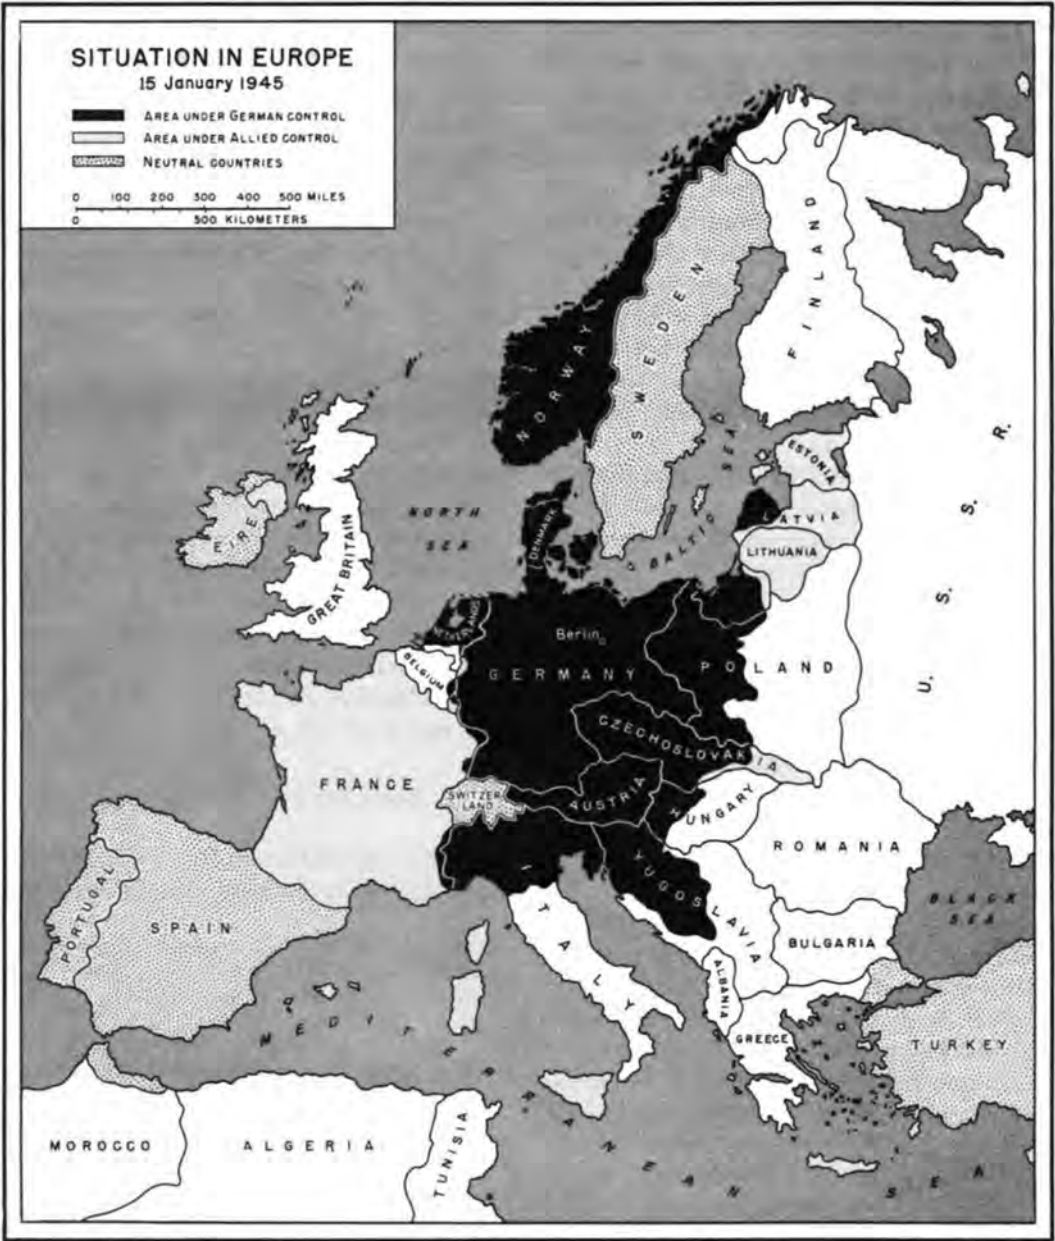 SITUATION IN EUROPE
15 January 1945
AREA UNDER GERMAN CONTROL
AREA UNDER ALLIED CONTROL
NEUTRAL COUNTRIES
0 100 200 300 400 500 MILES
0 500 KILOMETERS
FINLAND
NORWAY
SWEDEN
U. S. S. R.
ESTONIA
NORTH
SEA
BALTIC SEA
DENMARK
LATVIA
EIRE
LITHUANIA
GREAT BRITAIN
NETHERLANDS
Berlin
BELGIUM
GERMANY
POLAND
CZECHOSLOVAKIA
FRANCE
SWITZER
LAND
AUSTRIA
HUNGARY
ROMANIA
PORTUGAL
SPAIN
ITALY
YUGOSLAVIA
BLACK
SEA
BULGARIA
ALBANIA
GREECE
TURKEY
MEDITERRANEAN SEA
MOROCCO
ALGERIA
TUNISIA